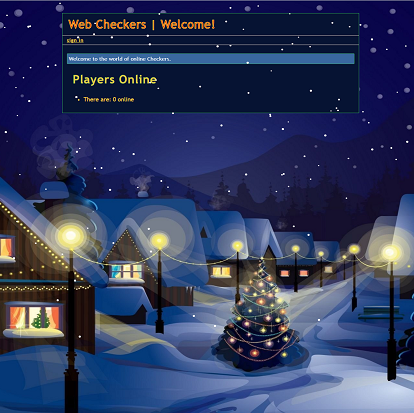 Web Checkers | Welcome!
sign in
Welcome to the world of online Checkers.
Players Online
There are: 0 online